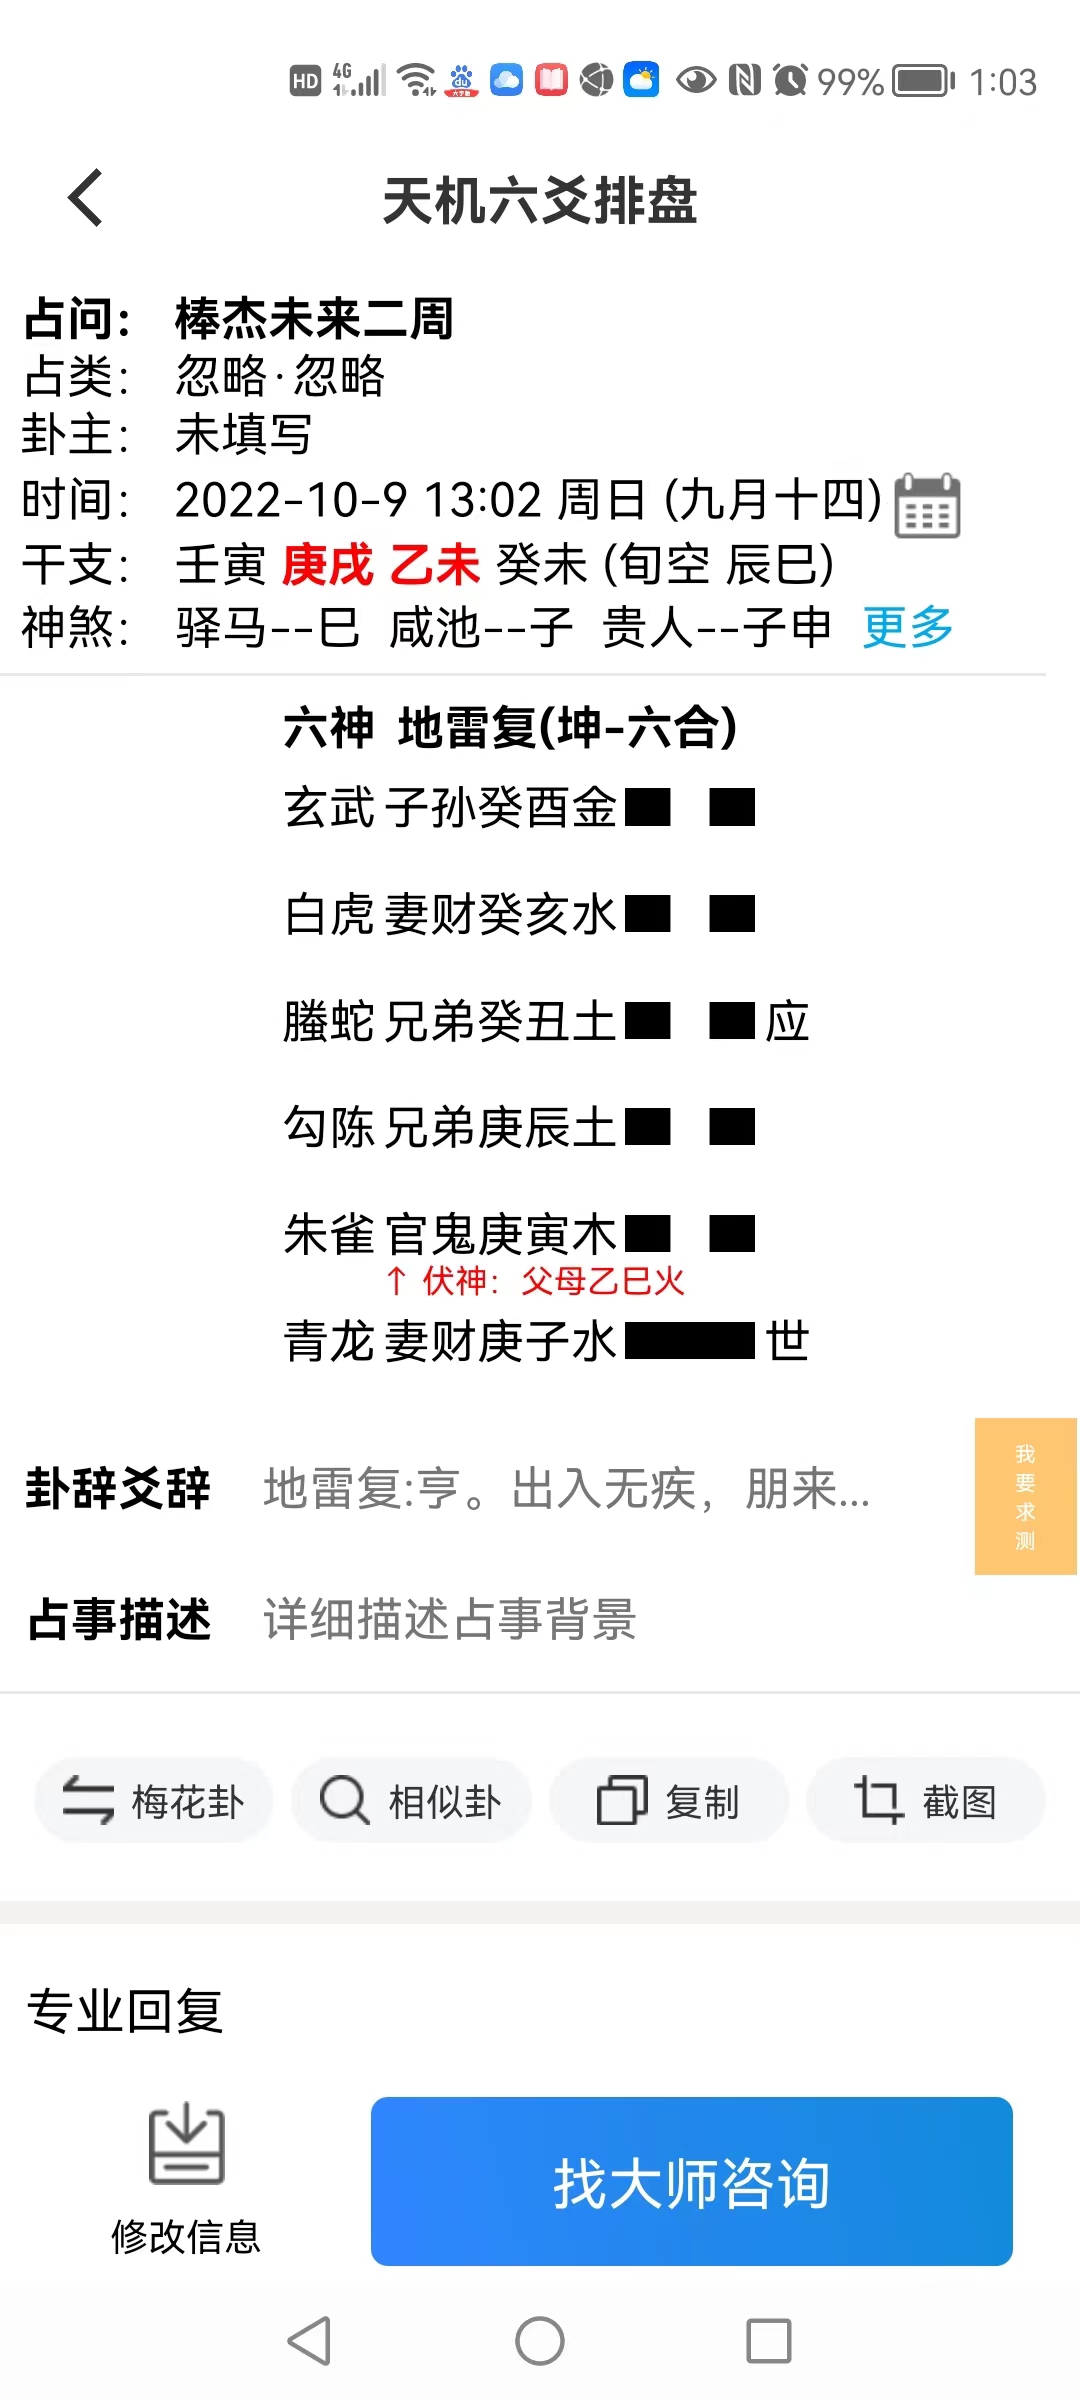 HD 4G 99% 1:03
天机六爻排盘
占问： 棒杰未来二周
占类： 忽略·忽略
卦主： 未填写
时间： 2022-10-9 13:02 周日 (九月十四)
干支： 壬寅 庚戌 乙未 癸未 (旬空 辰巳)
神煞： 驿马--巳 咸池--子 贵人--子申 更多
六神 地雷复(坤-六合)
玄武 子孙癸酉金
白虎 妻财癸亥水
螣蛇 兄弟癸丑土 应
勾陈 兄弟庚辰土
朱雀 官鬼庚寅木
↑ 伏神：父母乙巳火
青龙 妻财庚子水 世
卦辞爻辞 地雷复:亨。出入无疾，朋来...
我要求测
占事描述 详细描述占事背景
梅花卦 相似卦 复制 截图
专业回复
修改信息 找大师咨询